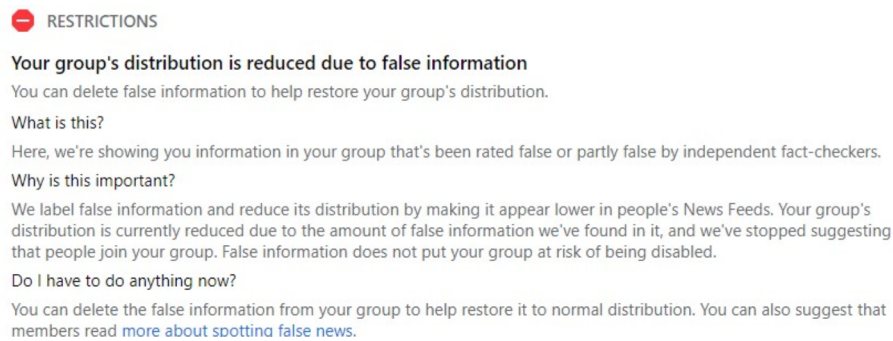 RESTRICTIONS
Your group's distribution is reduced due to false information
You can delete false information to help restore your group's distribution.
What is this?
Here, we're showing you information in your group that's been rated false or partly false by independent fact-checkers.
Why is this important?
We label false information and reduce its distribution by making it appear lower in people's News Feeds. Your group's
distribution is currently reduced due to the amount of false information we've found in it, and we've stopped suggesting
that people join your group. False information does not put your group at risk of being disabled.
Do I have to do anything now?
You can delete the false information from your group to help restore it to normal distribution. You can also suggest that
members read more about spotting false news.